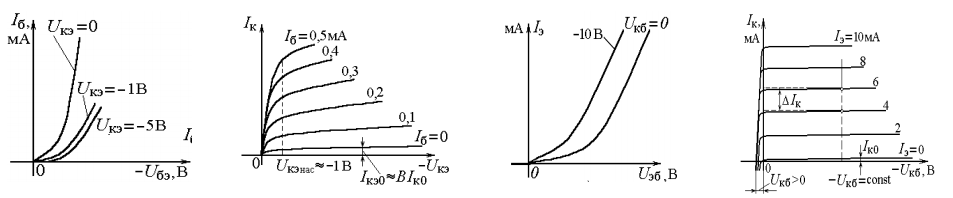 Iб,
мА
Uкэ=0
Uкэ=−1В
Uкэ=−5В
0
−Uбэ, В
Iк
Iб=0,5мА
0,4
0,3
0,2
0,1
Iб=0
0
Uкэнас≈−1В
−Uкэ
Iкэ0≈BIк0
мА
Iэ
−10В
Uкб=0
0
Uэб, В
Iк,
мА
Iэ=10мА
8
6
ΔIк
4
2
Iк0
Iэ=0
0
−Uкб, В
Uкб>0
−Uкб=const